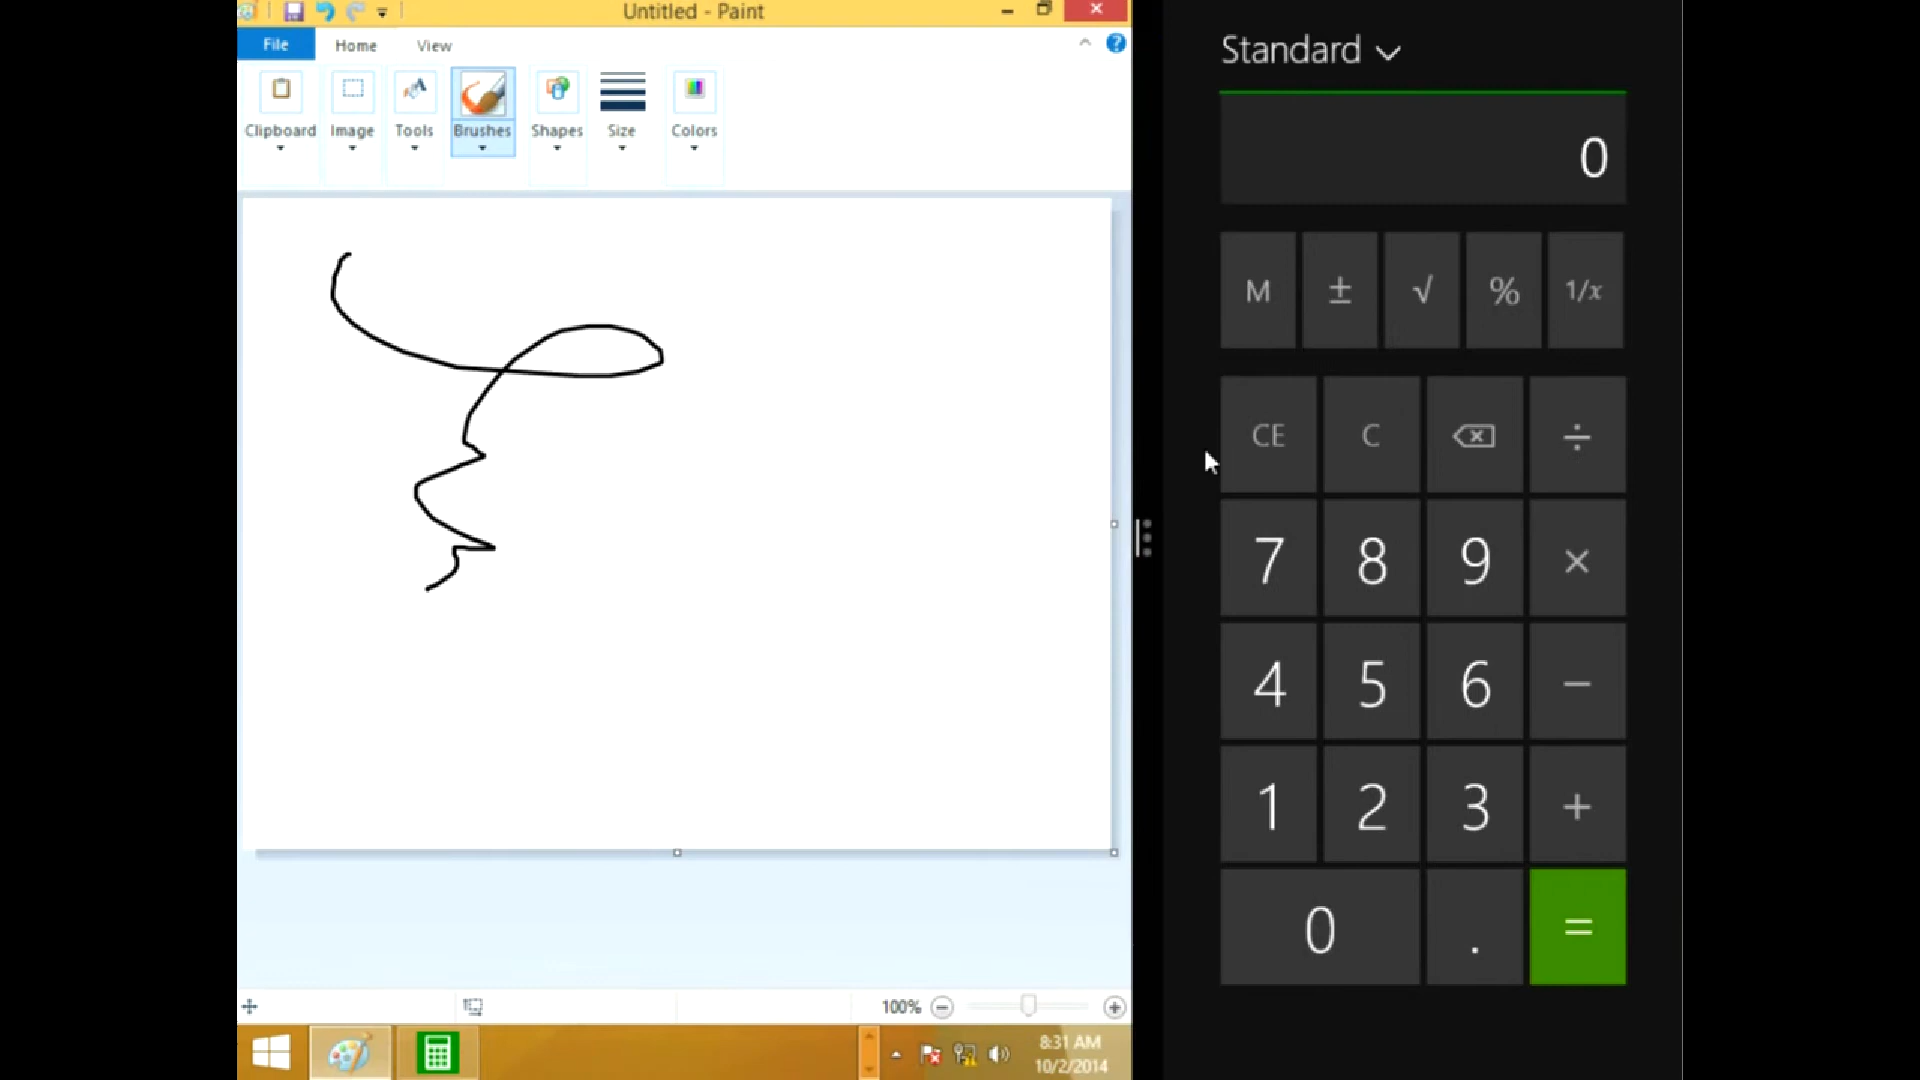 Untitled - Paint
File Home View
Clipboard Image Tools Brushes Shapes Size Colors
100%
8:31 AM
10/2/2014
Standard
0
M ± √ % 1/x
CE C ÷
7 8 9 ×
4 5 6 −
1 2 3 +
0 . =